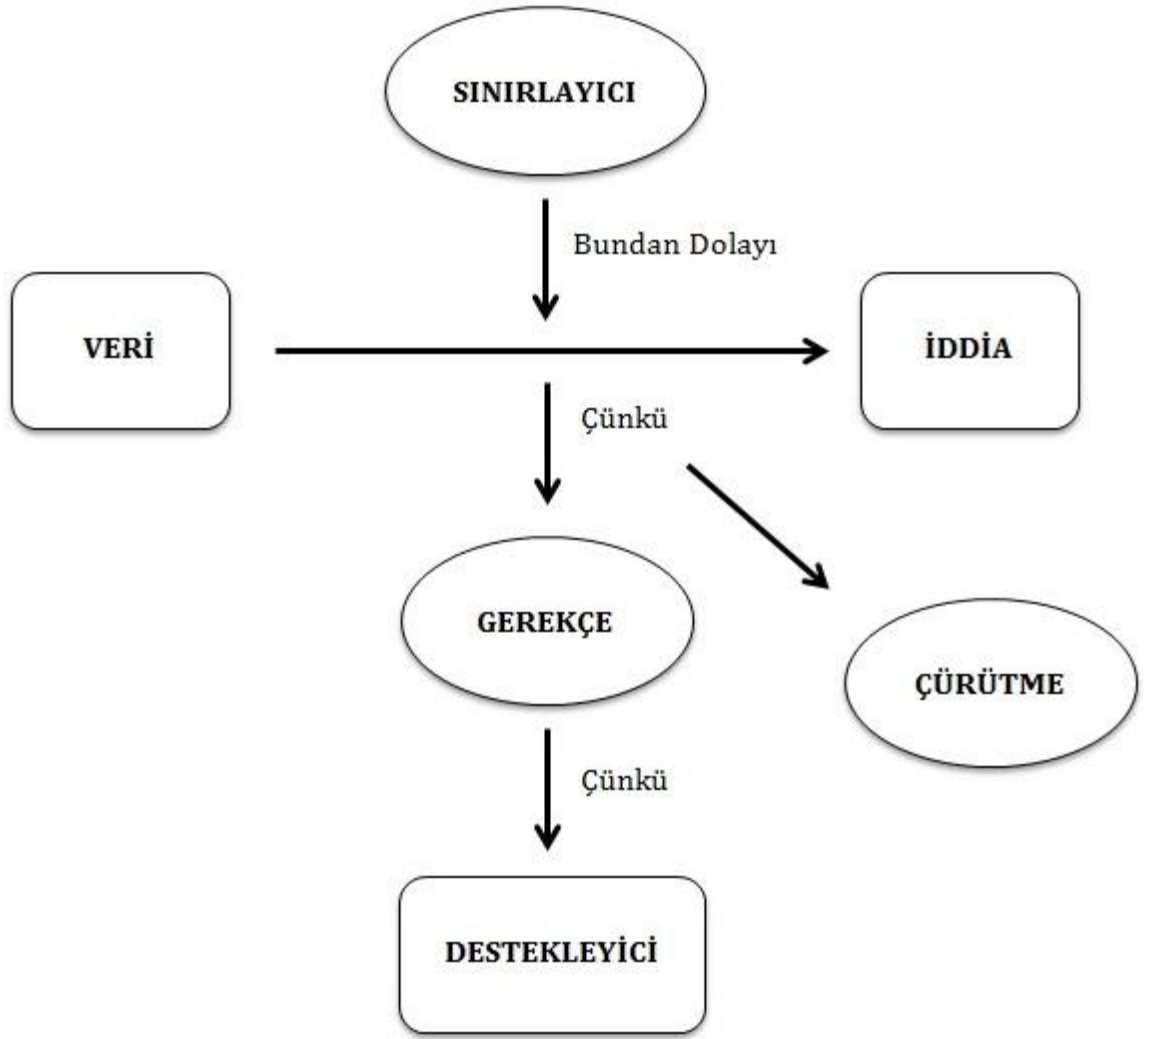 SINIRLAYICI
Bundan Dolayı
VERİ
İDDİA
Çünkü
GEREKÇE
ÇÜRÜTME
Çünkü
DESTEKLEYİCİ